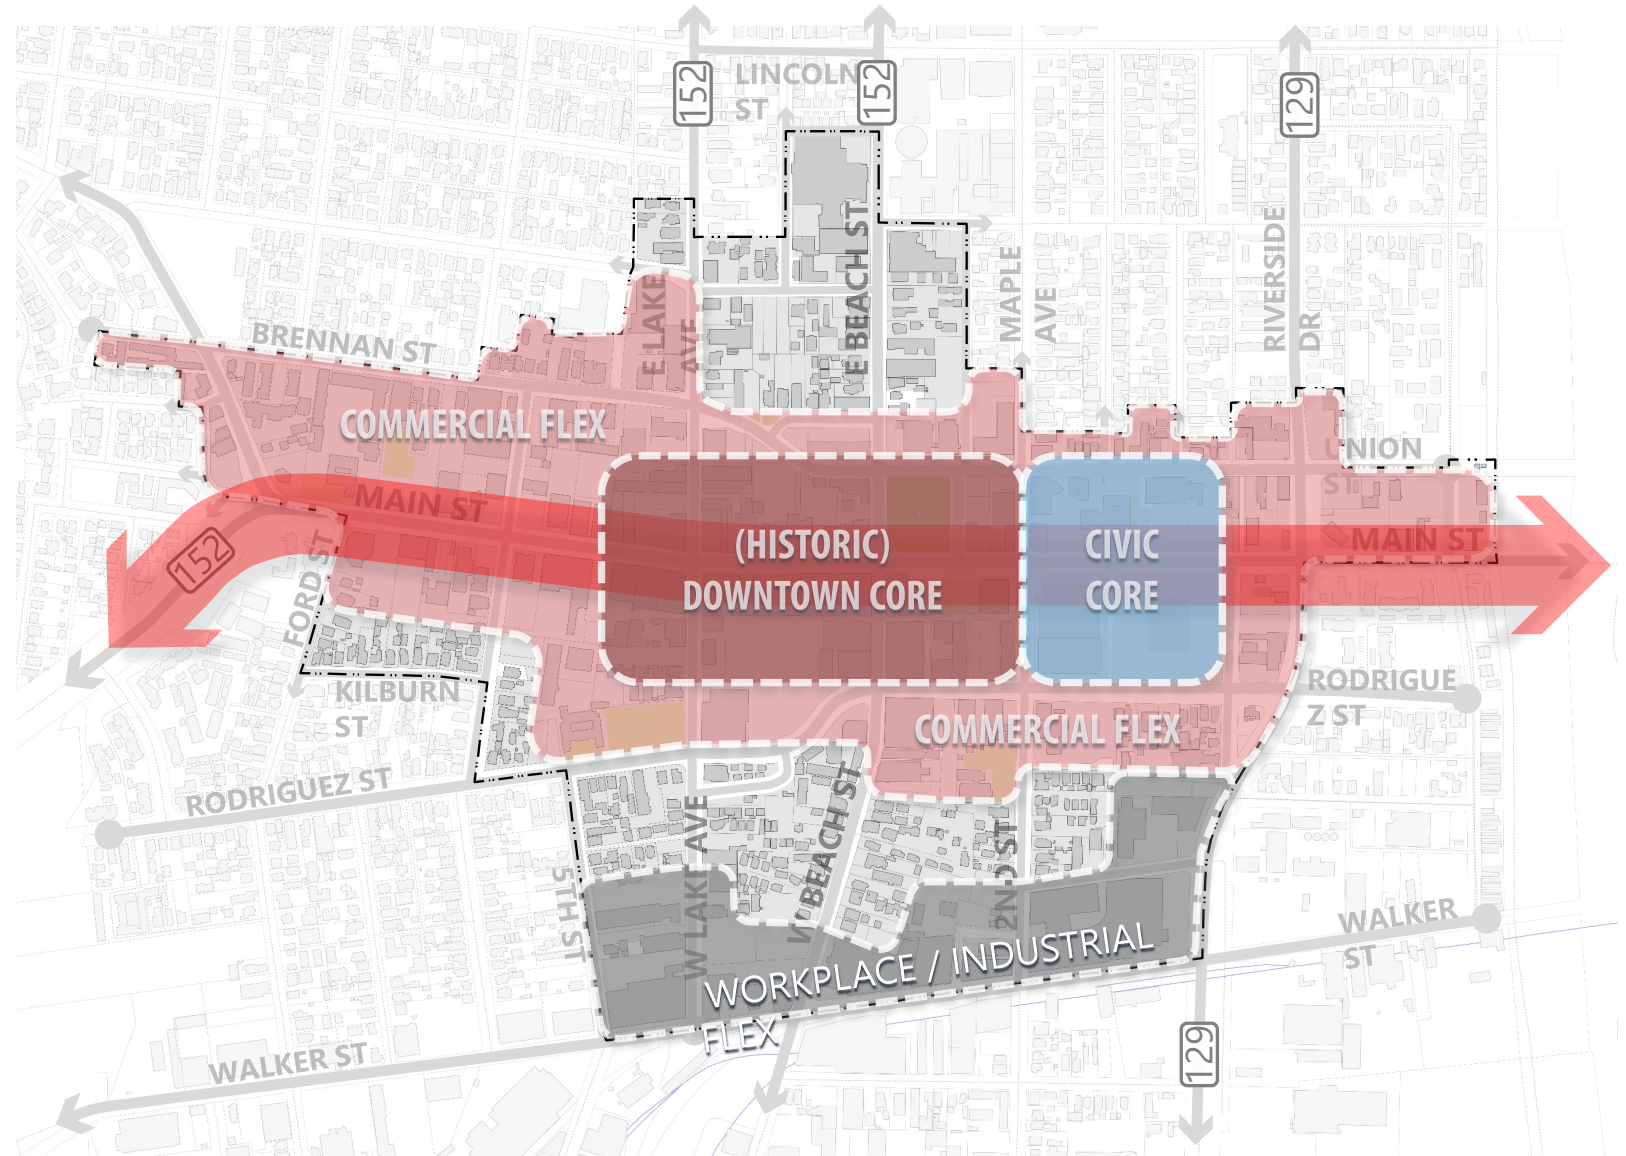 152
LINCOLN
ST
152
129
E LAKE
AVE
E BEACH ST
MAPLE
AVE
RIVERSIDE
DR
BRENNAN ST
COMMERCIAL FLEX
UNION
ST
MAIN ST
152
FORD ST
(HISTORIC)
DOWNTOWN CORE
CIVIC
CORE
MAIN ST
KILBURN
ST
RODRIGUE
Z ST
COMMERCIAL FLEX
RODRIGUEZ ST
5TH ST
W LAKE AVE
W BEACH ST
2ND ST
WALKER
ST
WORKPLACE / INDUSTRIAL
FLEX
WALKER ST
129